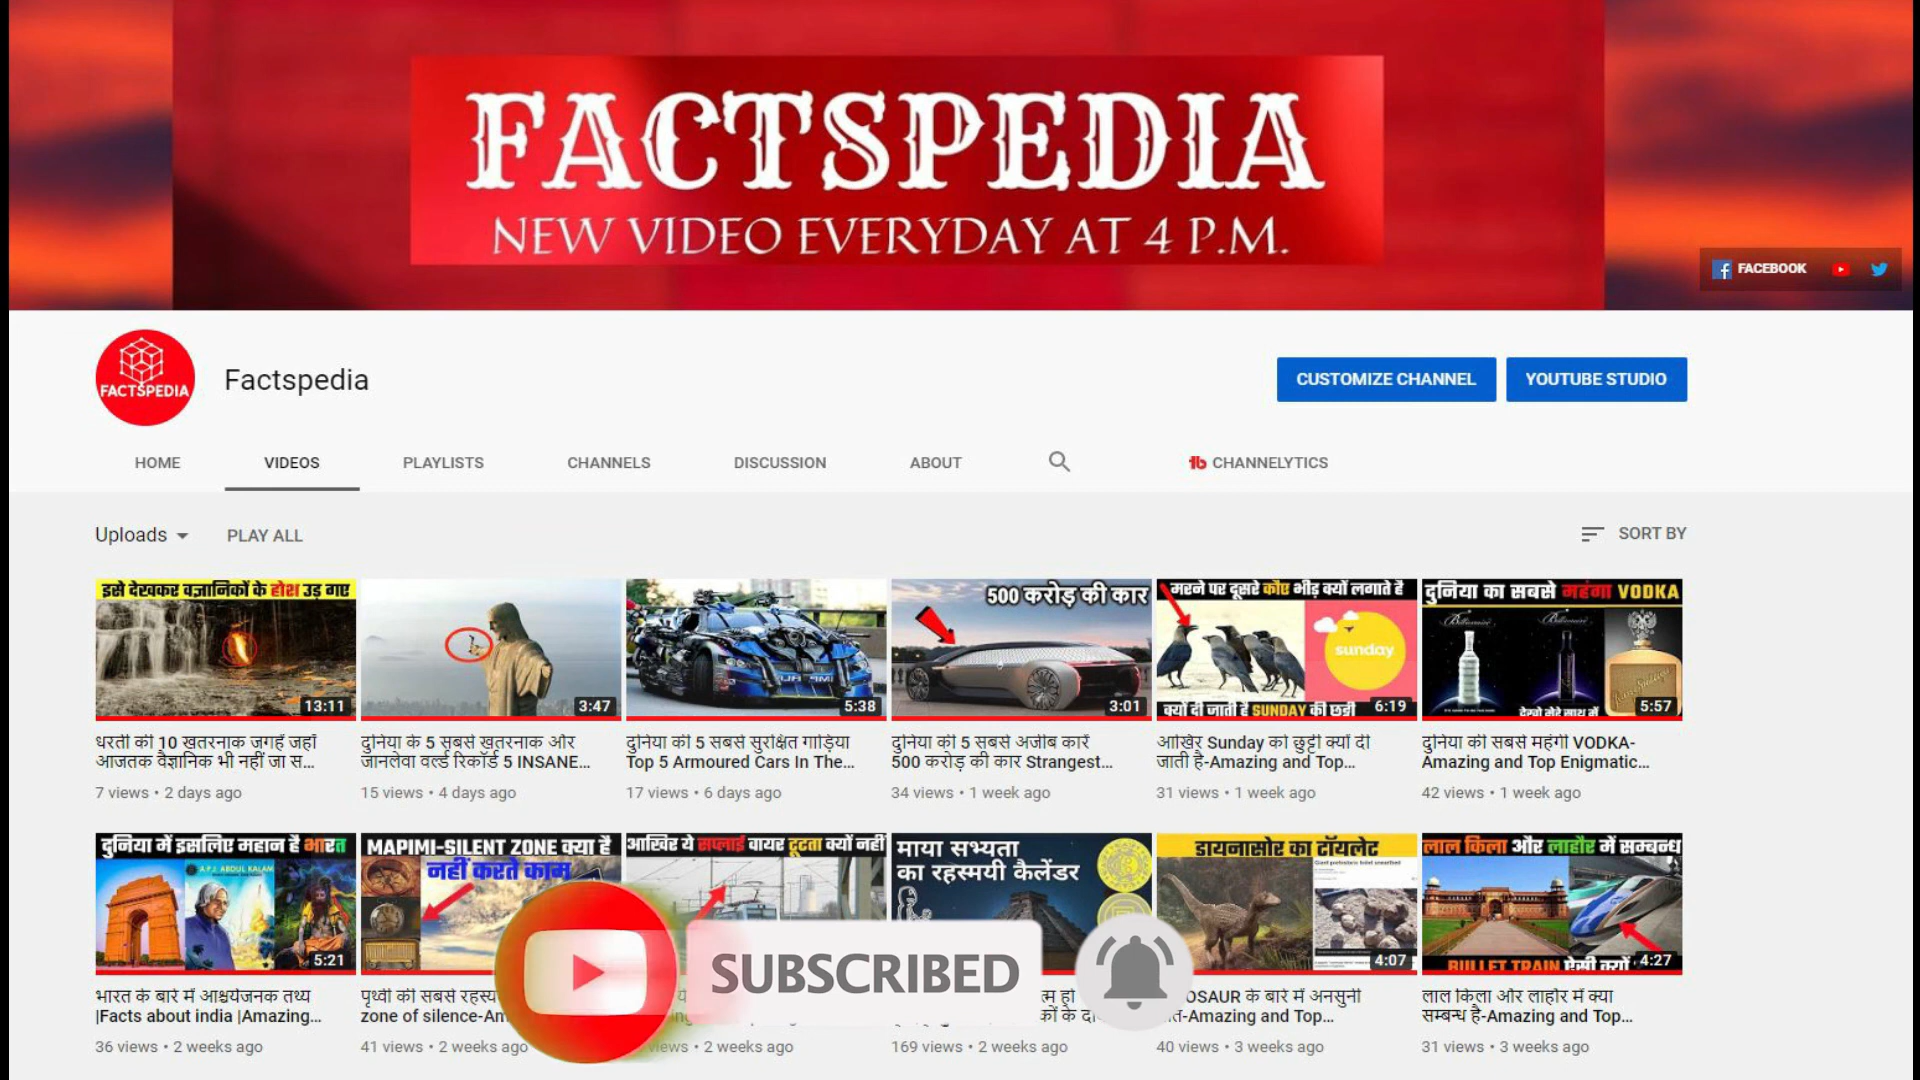 FACTSPEDIA
NEW VIDEO EVERYDAY AT 4 P.M.
FACEBOOK
FACTSPEDIA
Factspedia
CUSTOMIZE CHANNEL
YOUTUBE STUDIO
HOME
VIDEOS
PLAYLISTS
CHANNELS
DISCUSSION
ABOUT
CHANNELYTICS
Uploads
PLAY ALL
SORT BY
इसे देखकर वज्ञानिकों के होश उड़ गए
13:11
3:47
5:38
500 करोड़ की कार
3:01
मरने पर दूसरे कौए भीड़ क्यों लगाते हैं
sunday
क्यों दी जाती है SUNDAY की छुट्टी
6:19
दुनिया का सबसे महंगा VODKA
5:57
धरती की 10 खतरनाक जगहें जहाँ
आजतक वैज्ञानिक भी नहीं जा स...
7 views • 2 days ago
दुनिया के 5 सबसे खतरनाक और
जानलेवा वर्ल्ड रिकॉर्ड 5 INSANE...
15 views • 4 days ago
दुनिया की 5 सबसे सुरक्षित गाड़िया
Top 5 Armoured Cars In The...
17 views • 6 days ago
दुनिया की 5 सबसे अजीब कारें
500 करोड़ की कार Strangest...
34 views • 1 week ago
आखिर Sunday को छुट्टी क्यों दी
जाती है-Amazing and Top...
31 views • 1 week ago
दुनिया की सबसे महंगी VODKA-
Amazing and Top Enigmatic...
42 views • 1 week ago
दुनिया में इसलिए महान है भारत
A.P.J. ABDUL KALAM
5:21
MAPIMI-SILENT ZONE क्या है
नहीं करते काम
आखिर ये सप्लाई वायर टूटता क्यों नहीं
माया सभ्यता
का रहस्मयी कैलेंडर
डायनासोर का टॉयलेट
4:07
लाल किला और लाहौर में सम्बन्ध
BULLET TRAIN ऐसी क्यों
4:27
भारत के बारे में आश्चर्यजनक तथ्य
|Facts about india |Amazing...
36 views • 2 weeks ago
पृथ्वी की सबसे
zone of silence-
41 views • 2 weeks ago
views • 2 weeks ago
169 views • 2 weeks ago
OSAUR के बारे में अनसुनी
-Amazing and Top...
40 views • 3 weeks ago
लाल किला और लाहौर में क्या
सम्बन्ध है-Amazing and Top...
31 views • 3 weeks ago
SUBSCRIBED